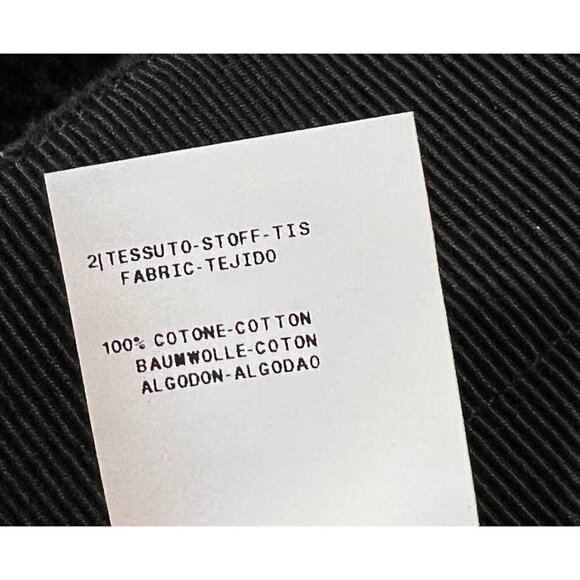 2|TESSUTO-STOFF-TIS
FABRIC-TEJIDO
100% COTONE-COTTON
BAUMWOLLE-COTON
ALGODON-ALGODAO